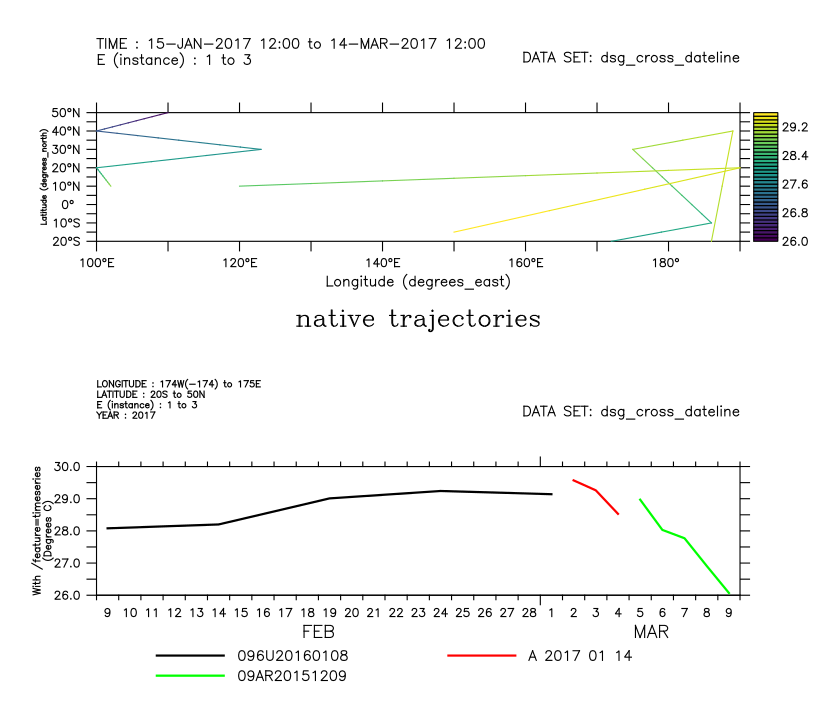 TIME : 15-JAN-2017 12:00 to 14-MAR-2017 12:00
E (instance) : 1 to 3
DATA SET: dsg_cross_dateline
50°N
40°N
30°N
20°N
10°N
0°
10°S
20°S
Latitude (degrees_north)
29.2
28.4
27.6
26.8
26.0
100°E 120°E 140°E 160°E 180°
Longitude (degrees_east)
native trajectories
LONGITUDE : 174W(-174) to 175E
LATITUDE : 20S to 50N
E (instance) : 1 to 3
YEAR : 2017
DATA SET: dsg_cross_dateline
30.0
29.0
28.0
27.0
26.0
With /feature=timeseries
(Degrees C)
9 10 11 12 13 14 15 16 17 18 19 20 21 22 23 24 25 26 27 28 1 2 3 4 5 6 7 8 9
FEB MAR
096U20160108 A 2017 01 14
09AR20151209